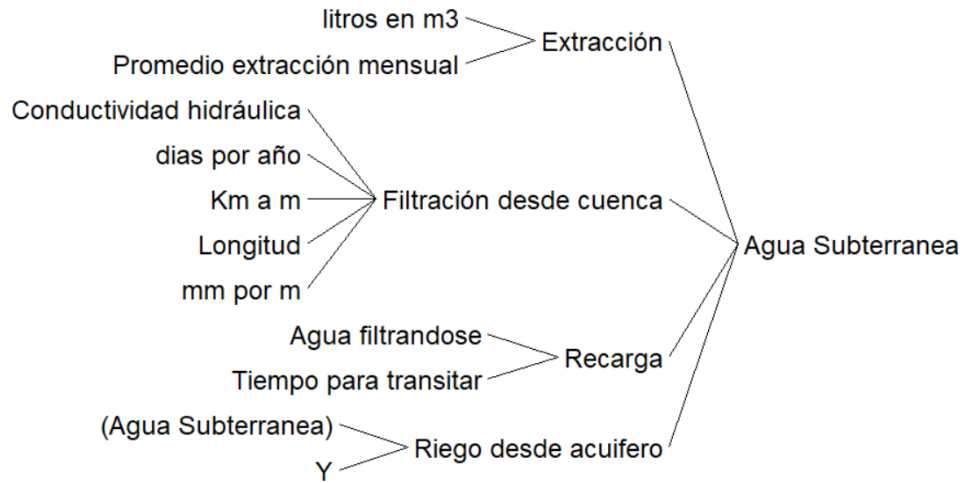 litros en m3
Promedio extracción mensual
Extracción
Conductividad hidráulica
dias por año
Km a m
Longitud
mm por m
Filtración desde cuenca
Agua filtrandose
Tiempo para transitar
Recarga
(Agua Subterranea)
Y
Riego desde acuifero
Agua Subterranea